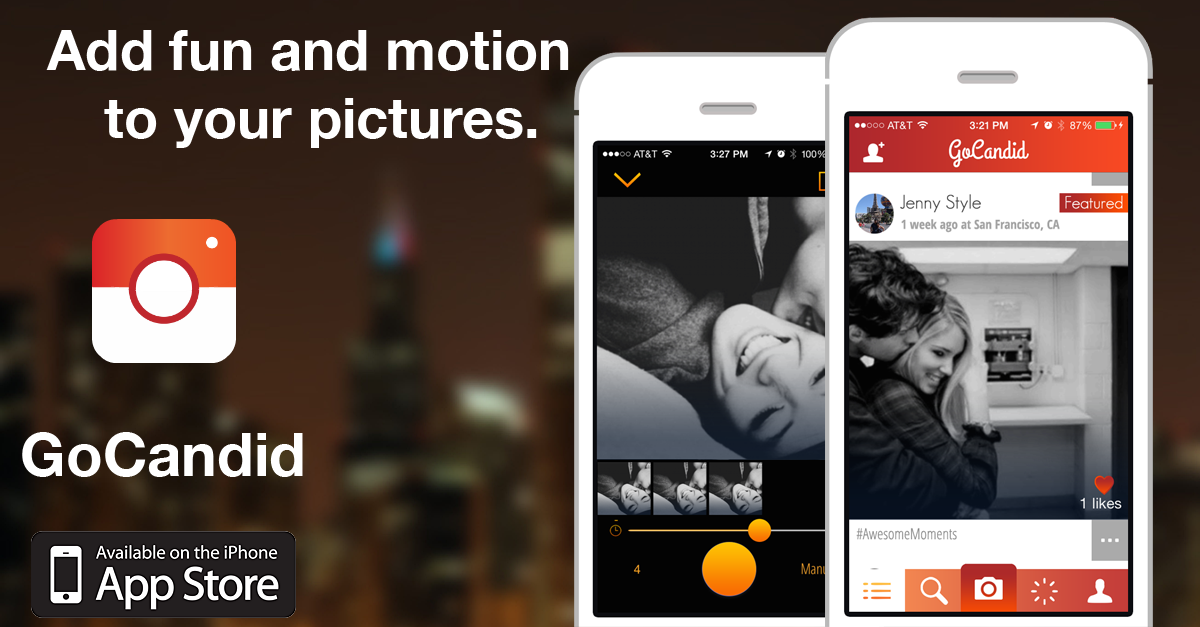 Add fun and motion
to your pictures.
GoCandid
Available on the iPhone
App Store
AT&T 3:27 PM 100%
4
AT&T 3:21 PM 87%
GoCandid
Jenny Style
Featured
1 week ago at San Francisco, CA
1 likes
#AwesomeMoments